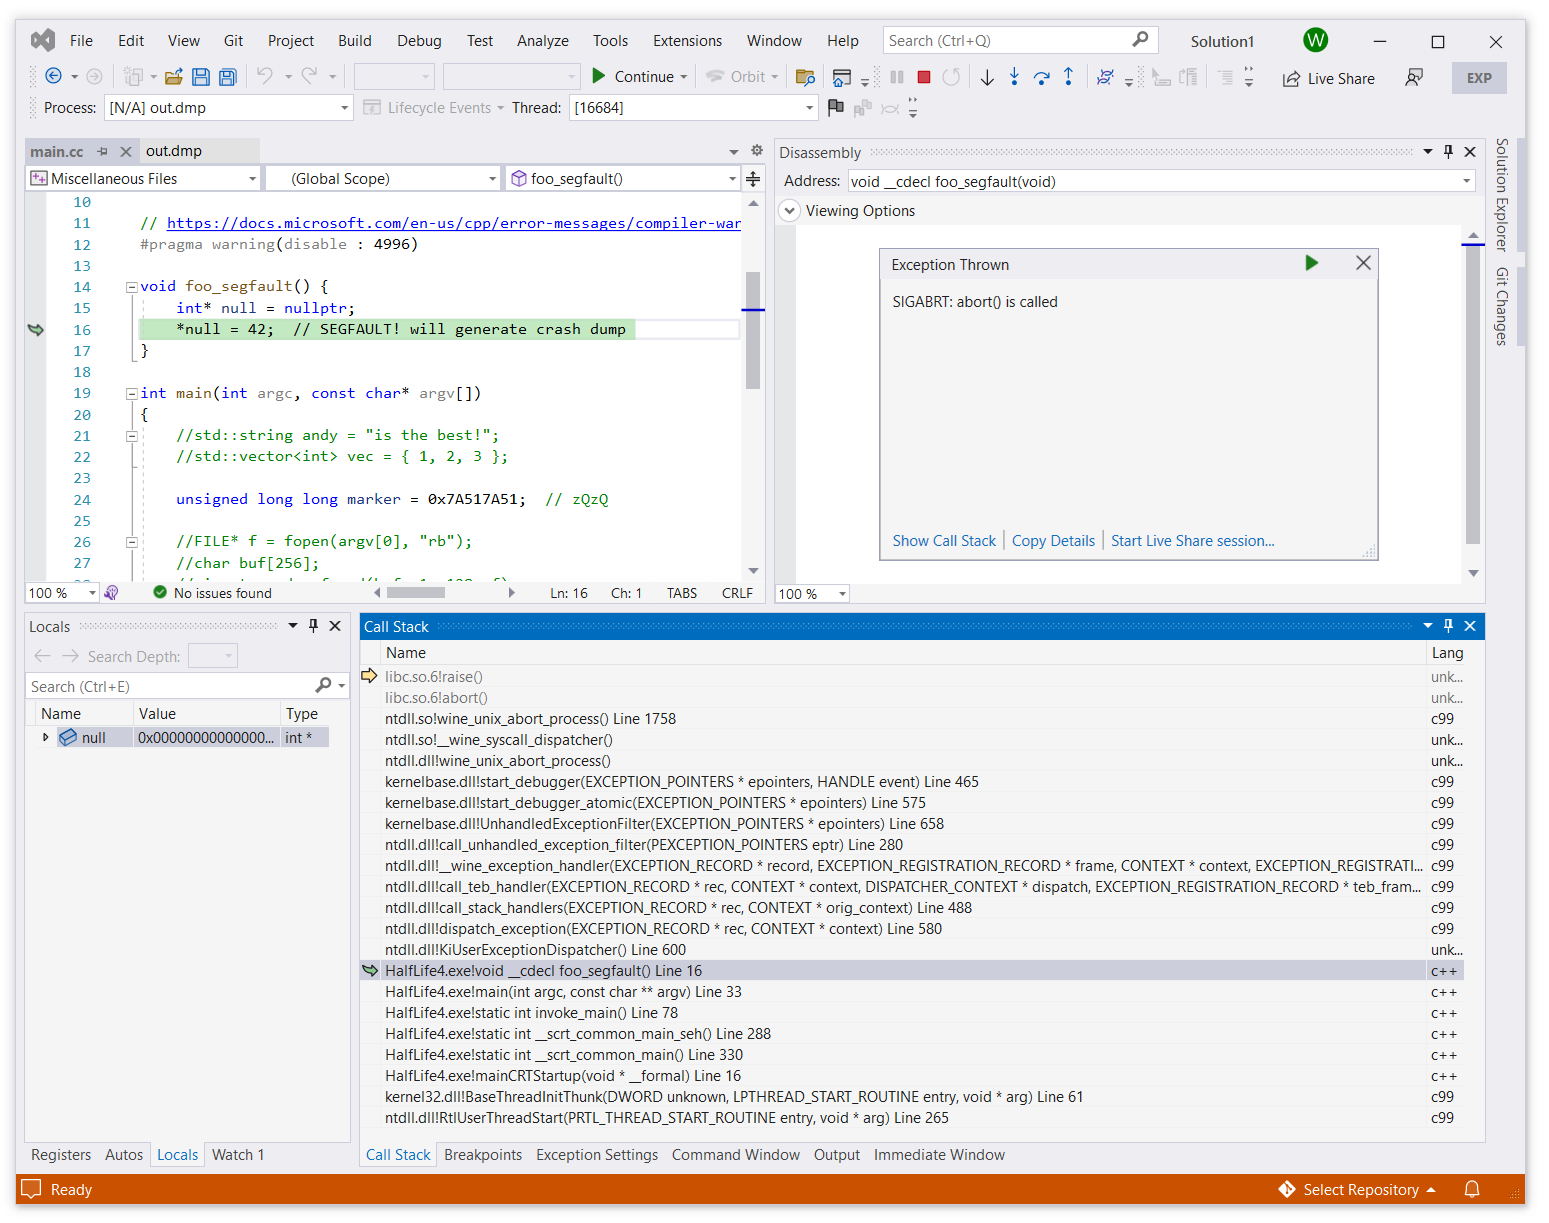 File Edit View Git Project Build Debug Test Analyze Tools Extensions Window Help Search (Ctrl+Q) Solution1 W
Continue Orbit Live Share EXP
Process: [N/A] out.dmp Lifecycle Events Thread: [16684]
main.cc out.dmp
Miscellaneous Files (Global Scope) foo_segfault()
10
11 // https://docs.microsoft.com/en-us/cpp/error-messages/compiler-war
12 #pragma warning(disable : 4996)
13
14 void foo_segfault() {
15 int* null = nullptr;
16 *null = 42; // SEGFAULT! will generate crash dump
17 }
18
19 int main(int argc, const char* argv[])
20 {
21 //std::string andy = "is the best!";
22 //std::vector<int> vec = { 1, 2, 3 };
23
24 unsigned long long marker = 0x7A517A51; // zQzQ
25
26 //FILE* f = fopen(argv[0], "rb");
27 //char buf[256];
100 % No issues found Ln: 16 Ch: 1 TABS CRLF
Disassembly
Address: void __cdecl foo_segfault(void)
Viewing Options
Exception Thrown
SIGABRT: abort() is called
Show Call Stack Copy Details Start Live Share session...
100 %
Solution Explorer
Git Changes
Locals
Search Depth:
Search (Ctrl+E)
Name Value Type
null 0x00000000000000... int *
Registers Autos Locals Watch 1
Call Stack
Name Lang
libc.so.6!raise() unk...
libc.so.6!abort() unk...
ntdll.so!wine_unix_abort_process() Line 1758 c99
ntdll.so!__wine_syscall_dispatcher() unk...
ntdll.dll!wine_unix_abort_process() unk...
kernelbase.dll!start_debugger(EXCEPTION_POINTERS * epointers, HANDLE event) Line 465 c99
kernelbase.dll!start_debugger_atomic(EXCEPTION_POINTERS * epointers) Line 575 c99
kernelbase.dll!UnhandledExceptionFilter(EXCEPTION_POINTERS * epointers) Line 658 c99
ntdll.dll!call_unhandled_exception_filter(PEXCEPTION_POINTERS eptr) Line 280 c99
ntdll.dll!__wine_exception_handler(EXCEPTION_RECORD * record, EXCEPTION_REGISTRATION_RECORD * frame, CONTEXT * context, EXCEPTION_REGISTRATI... c99
ntdll.dll!call_teb_handler(EXCEPTION_RECORD * rec, CONTEXT * context, DISPATCHER_CONTEXT * dispatch, EXCEPTION_REGISTRATION_RECORD * teb_fram... c99
ntdll.dll!call_stack_handlers(EXCEPTION_RECORD * rec, CONTEXT * orig_context) Line 488 c99
ntdll.dll!dispatch_exception(EXCEPTION_RECORD * rec, CONTEXT * context) Line 580 c99
ntdll.dll!KiUserExceptionDispatcher() Line 600 unk...
HalfLife4.exe!void __cdecl foo_segfault() Line 16 c++
HalfLife4.exe!main(int argc, const char ** argv) Line 33 c++
HalfLife4.exe!static int invoke_main() Line 78 c++
HalfLife4.exe!static int __scrt_common_main_seh() Line 288 c++
HalfLife4.exe!static int __scrt_common_main() Line 330 c++
HalfLife4.exe!mainCRTStartup(void * __formal) Line 16 c++
kernel32.dll!BaseThreadInitThunk(DWORD unknown, LPTHREAD_START_ROUTINE entry, void * arg) Line 61 c99
ntdll.dll!RtlUserThreadStart(PRTL_THREAD_START_ROUTINE entry, void * arg) Line 265 c99
Call Stack Breakpoints Exception Settings Command Window Output Immediate Window
Ready Select Repository